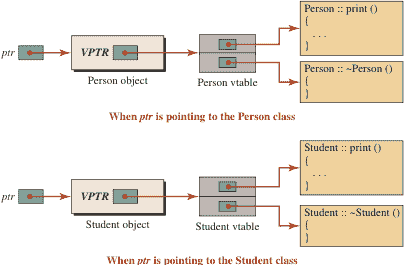 Person :: print ()
{
...
}
ptr
VPTR
Person object
Person vtable
Person :: ~Person ()
{
}
When ptr is pointing to the Person class
Student :: print ()
{
...
}
ptr
VPTR
Student object
Student vtable
Student :: ~Student ()
{
}
When ptr is pointing to the Student class